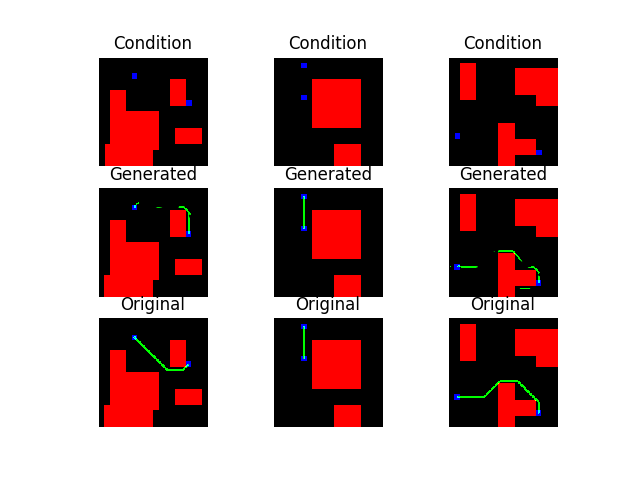 Condition
Condition
Condition
Generated
Generated
Generated
Original
Original
Original